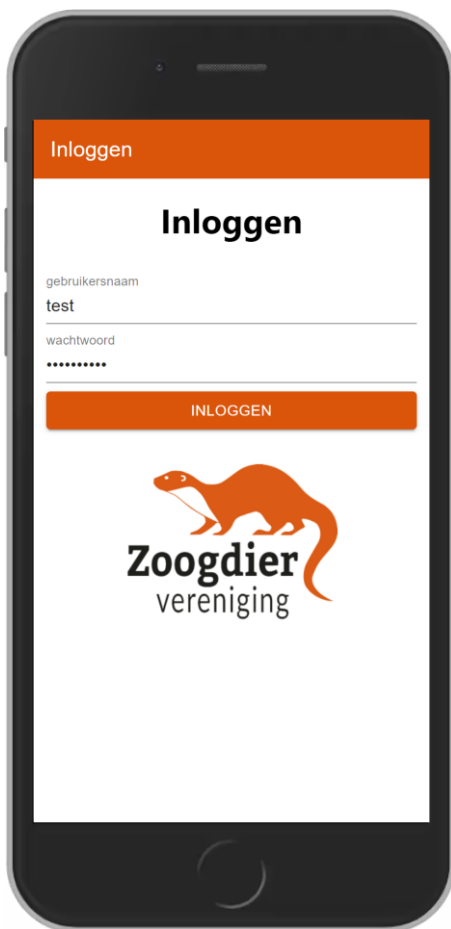 Inloggen
Inloggen
gebruikersnaam
test
wachtwoord
••••••••••
INLOGGEN
Zoogdier
vereniging